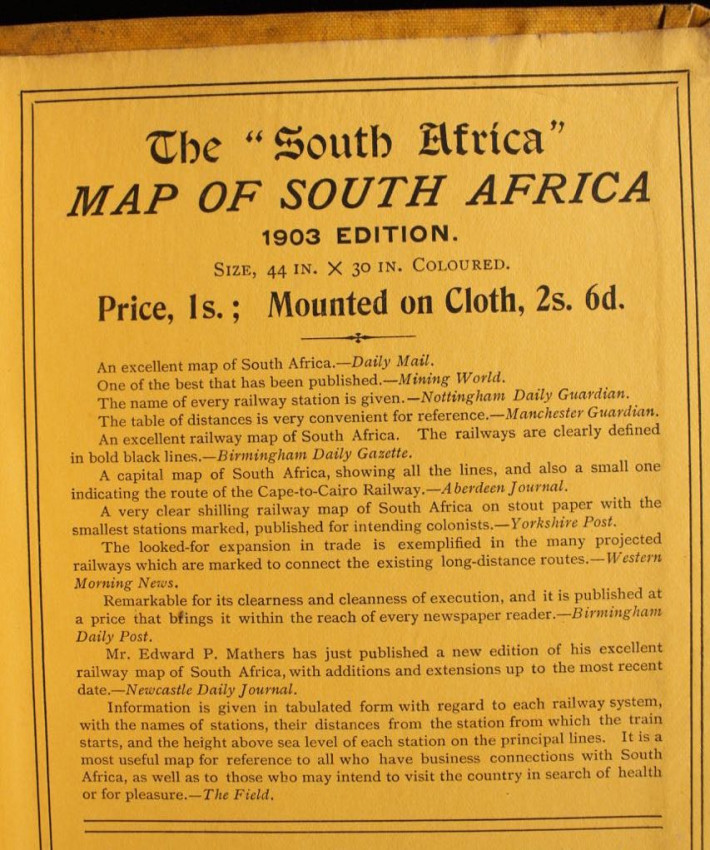 The "South Africa"
MAP OF SOUTH AFRICA
1903 EDITION.
SIZE, 44 IN. × 30 IN. COLOURED.
Price, 1s.; Mounted on Cloth, 2s. 6d.
An excellent map of South Africa.—Daily Mail.
One of the best that has been published.—Mining World.
The name of every railway station is given.—Nottingham Daily Guardian.
The table of distances is very convenient for reference.—Manchester Guardian.
An excellent railway map of South Africa. The railways are clearly defined
in bold black lines.—Birmingham Daily Gazette.
A capital map of South Africa, showing all the lines, and also a small one
indicating the route of the Cape-to-Cairo Railway.—Aberdeen Journal.
A very clear shilling railway map of South Africa on stout paper with the
smallest stations marked, published for intending colonists.—Yorkshire Post.
The looked-for expansion in trade is exemplified in the many projected
railways which are marked to connect the existing long-distance routes.—Western
Morning News.
Remarkable for its clearness and cleanness of execution, and it is published at
a price that brings it within the reach of every newspaper reader.—Birmingham
Daily Post.
Mr. Edward P. Mathers has just published a new edition of his excellent
railway map of South Africa, with additions and extensions up to the most recent
date.—Newcastle Daily Journal.
Information is given in tabulated form with regard to each railway system,
with the names of stations, their distances from the station from which the train
starts, and the height above sea level of each station on the principal lines. It is a
most useful map for reference to all who have business connections with South
Africa, as well as to those who may intend to visit the country in search of health
or for pleasure.—The Field.